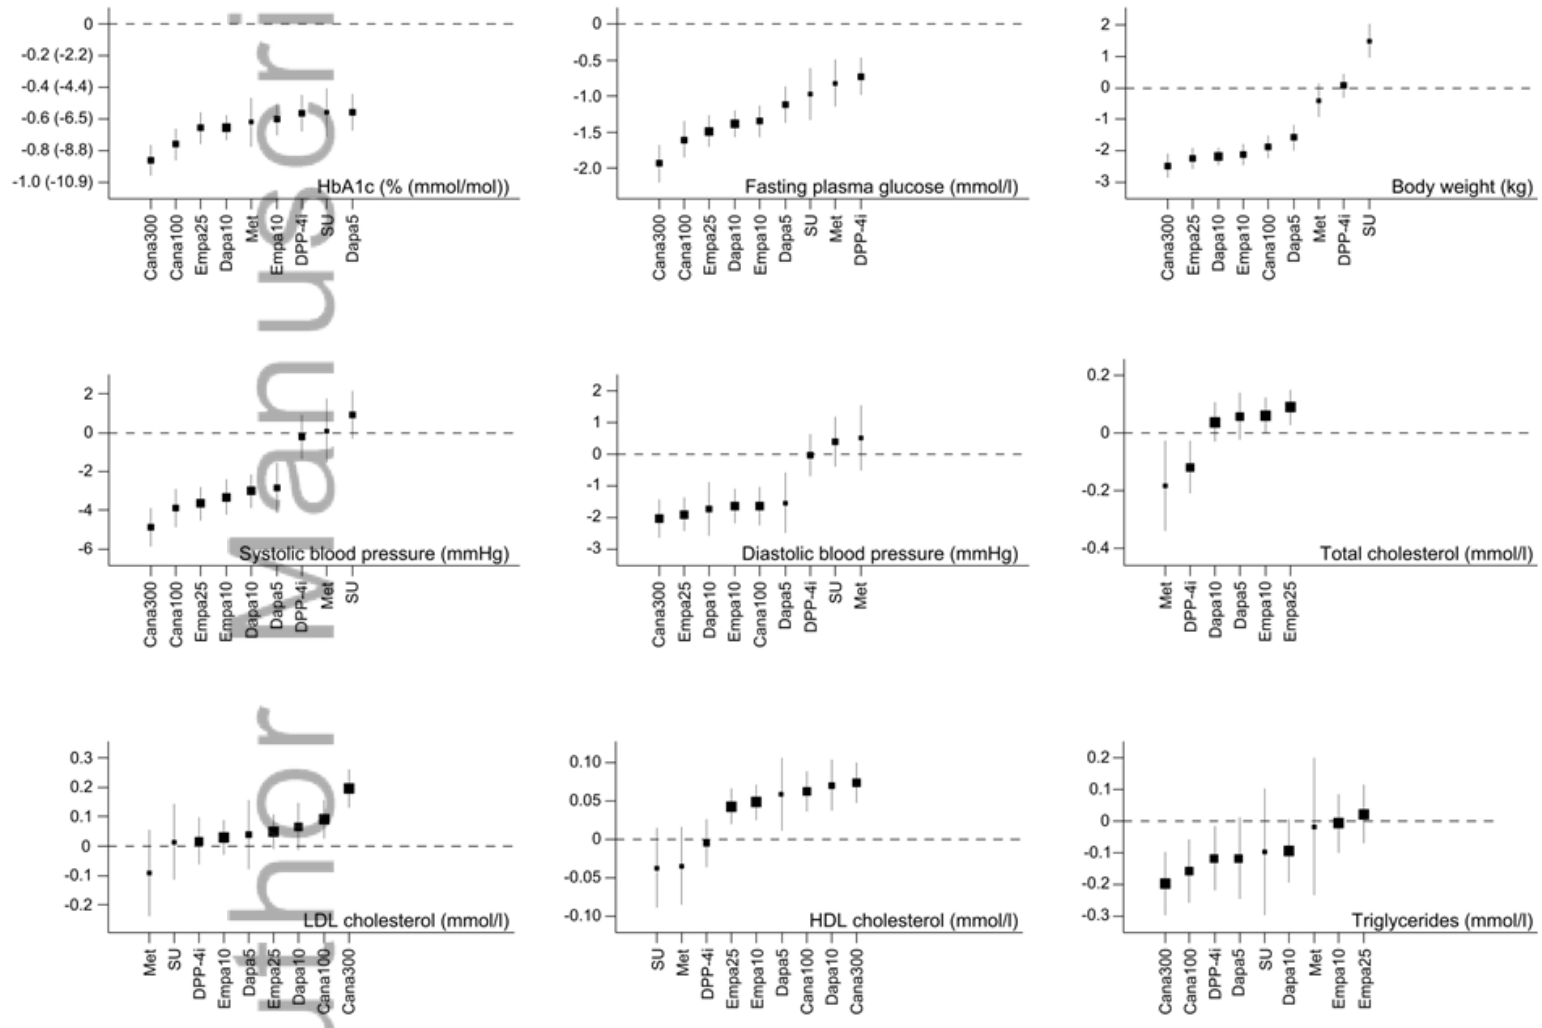 0
-0.2 (-2.2)
-0.4 (-4.4)
-0.6 (-6.5)
-0.8 (-8.8)
-1.0 (-10.9)
HbA1c (% (mmol/mol))
Cana300
Cana100
Empa25
Dapa10
Met
Empa10
DPP-4i
SU
Dapa5
0
-0.5
-1.0
-1.5
-2.0
Fasting plasma glucose (mmol/l)
Cana300
Cana100
Empa25
Dapa10
Empa10
Dapa5
SU
Met
DPP-4i
2
1
0
-1
-2
-3
Body weight (kg)
Cana300
Empa25
Dapa10
Empa10
Cana100
Dapa5
Met
DPP-4i
SU
2
0
-2
-4
-6
Systolic blood pressure (mmHg)
Cana300
Cana100
Empa25
Empa10
Dapa10
Dapa5
DPP-4i
Met
SU
2
1
0
-1
-2
-3
Diastolic blood pressure (mmHg)
Cana300
Empa25
Dapa10
Empa10
Cana100
Dapa5
DPP-4i
SU
Met
0.2
0
-0.2
-0.4
Total cholesterol (mmol/l)
Met
DPP-4i
Dapa10
Dapa5
Empa10
Empa25
0.3
0.2
0.1
0
-0.1
-0.2
LDL cholesterol (mmol/l)
Met
SU
DPP-4i
Empa10
Dapa5
Empa25
Dapa10
Cana100
Cana300
0.10
0.05
0
-0.05
-0.10
HDL cholesterol (mmol/l)
SU
Met
DPP-4i
Empa25
Empa10
Dapa5
Cana100
Dapa10
Cana300
0.2
0.1
0
-0.1
-0.2
-0.3
Triglycerides (mmol/l)
Cana300
Cana100
DPP-4i
Dapa5
SU
Dapa10
Met
Empa10
Empa25
uthor Manuscri